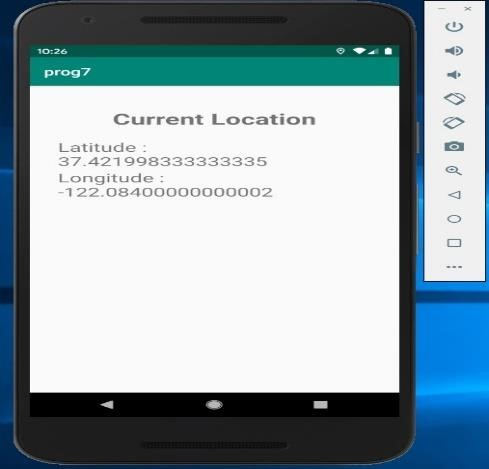 10:26
prog7
Current Location
Latitude :
37.421998333333335
Longitude :
-122.08400000000002